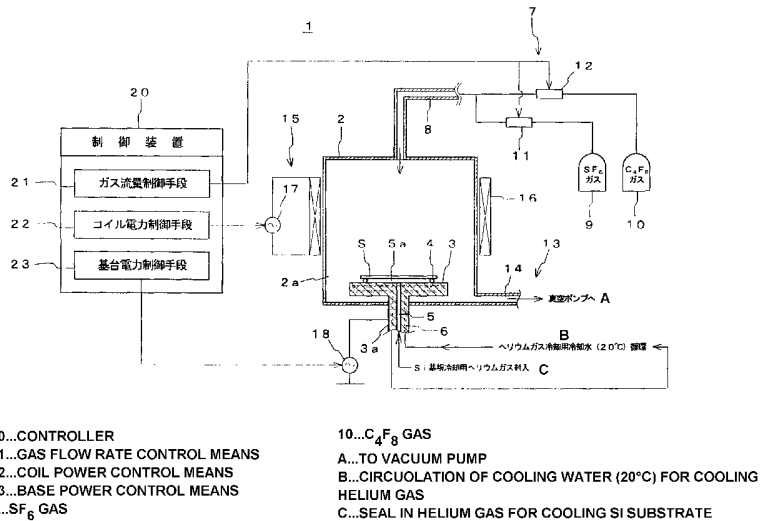 1
7
20
12
制御装置
15
2
8
11
21
ガス流量制御手段
17
16
SF6
ガス
C4F8
ガス
9
10
22
コイル電力制御手段
23
基台電力制御手段
S
5a
4
3
13
14
2a
真空ポンプへ A
5
6
3a
B
18
ヘリウムガス冷却用冷却水(20℃)循環
Si基板冷却用ヘリウムガス封入 C
0...CONTROLLER
1...GAS FLOW RATE CONTROL MEANS
2...COIL POWER CONTROL MEANS
3...BASE POWER CONTROL MEANS
...SF6 GAS
10...C4F8 GAS
A...TO VACUUM PUMP
B...CIRCUOLATION OF COOLING WATER (20°C) FOR COOLING
HELIUM GAS
C...SEAL IN HELIUM GAS FOR COOLING SI SUBSTRATE